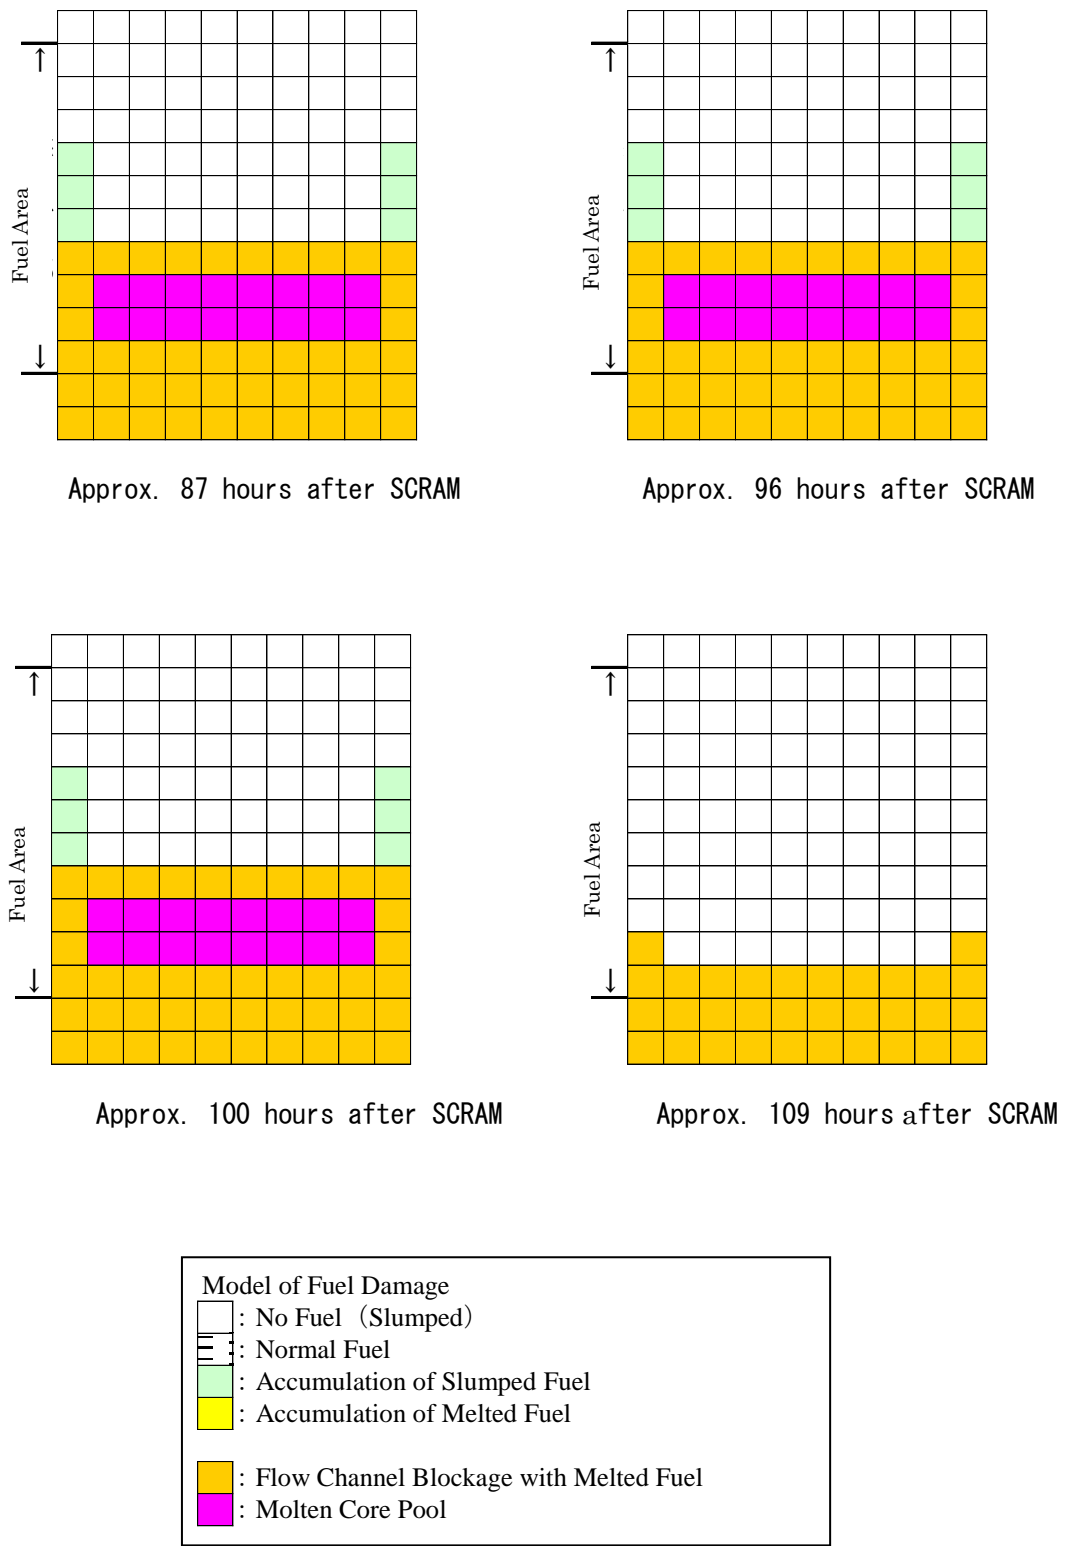 ↑
↑
Fuel Area
Fuel Area
↓
↓
Approx. 87 hours after SCRAM
Approx. 96 hours after SCRAM
↑
↑
Fuel Area
Fuel Area
↓
↓
Approx. 100 hours after SCRAM
Approx. 109 hours after SCRAM
Model of Fuel Damage
: No Fuel（Slumped）
: Normal Fuel
: Accumulation of Slumped Fuel
: Accumulation of Melted Fuel
: Flow Channel Blockage with Melted Fuel
: Molten Core Pool